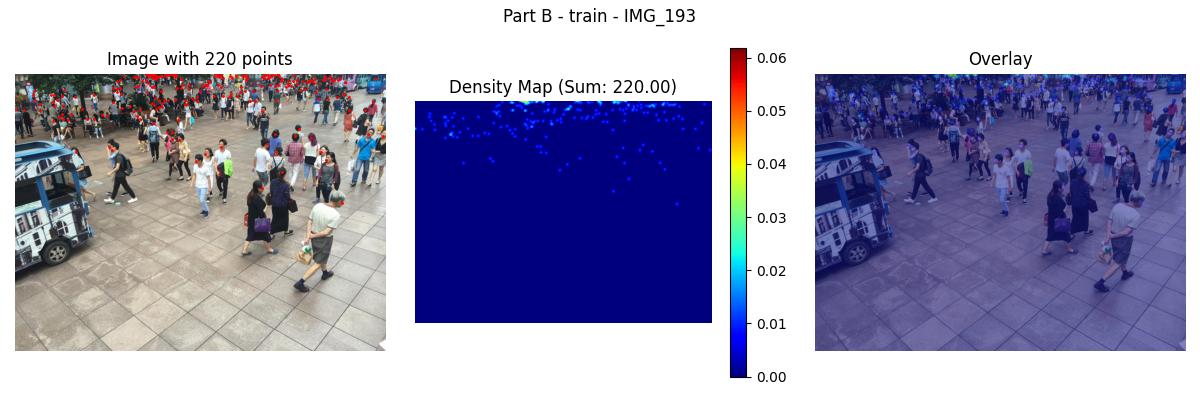 Part B - train - IMG_193
Image with 220 points
Density Map (Sum: 220.00)
Overlay
0.06
0.05
0.04
0.03
0.02
0.01
0.00